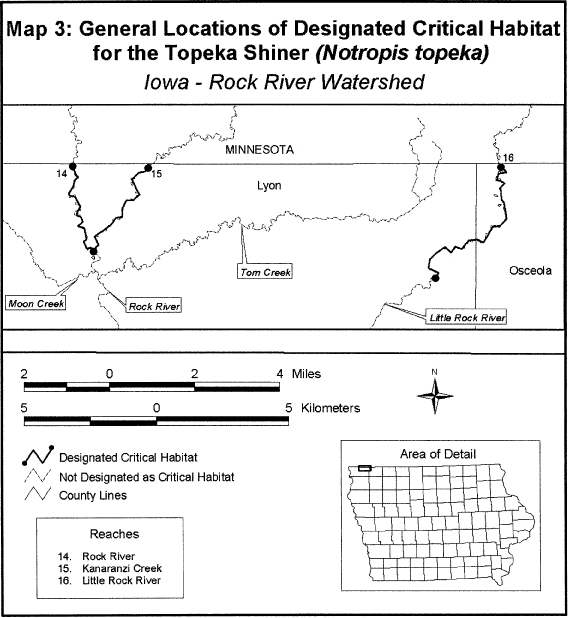 Map 3: General Locations of Designated Critical Habitat
for the Topeka Shiner (Notropis topeka)
Iowa - Rock River Watershed
MINNESOTA
14
15
16
Lyon
Osceola
Tom Creek
Moon Creek
Rock River
Little Rock River
2 0 2 4 Miles
5 0 5 Kilometers
N
Designated Critical Habitat
Not Designated as Critical Habitat
County Lines
Area of Detail
Reaches
14. Rock River
15. Kanaranzi Creek
16. Little Rock River